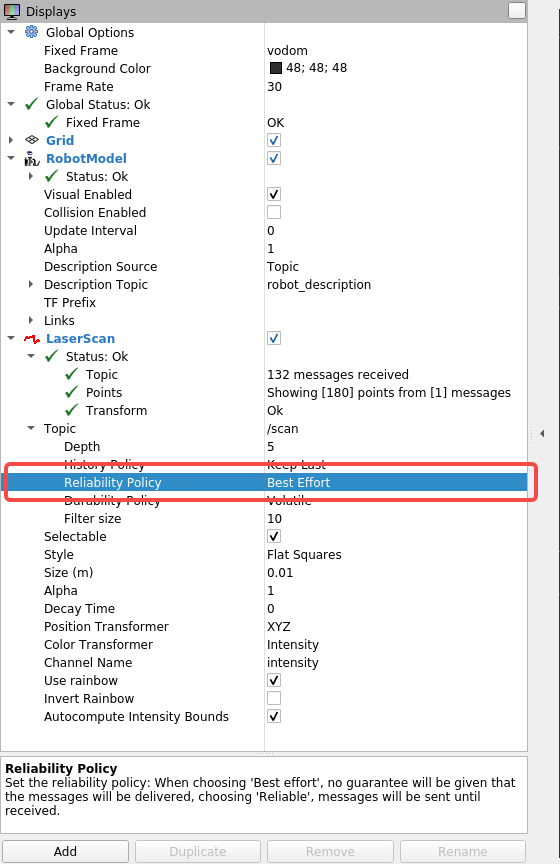 Displays
Global Options
Fixed Frame vodom
Background Color 48; 48; 48
Frame Rate 30
Global Status: Ok
Fixed Frame OK
Grid
RobotModel
Status: Ok
Visual Enabled
Collision Enabled
Update Interval 0
Alpha 1
Description Source Topic
Description Topic robot_description
TF Prefix
Links
LaserScan
Status: Ok
Topic 132 messages received
Points Showing [180] points from [1] messages
Transform Ok
Topic /scan
Depth 5
History Policy Keep Last
Reliability Policy Best Effort
Durability Policy Volatile
Filter size 10
Selectable
Style Flat Squares
Size (m) 0.01
Alpha 1
Decay Time 0
Position Transformer XYZ
Color Transformer Intensity
Channel Name intensity
Use rainbow
Invert Rainbow
Autocompute Intensity Bounds
Reliability Policy
Set the reliability policy: When choosing 'Best effort', no guarantee will be given that
the messages will be delivered, choosing 'Reliable', messages will be sent until
received.
Add Duplicate Remove Rename